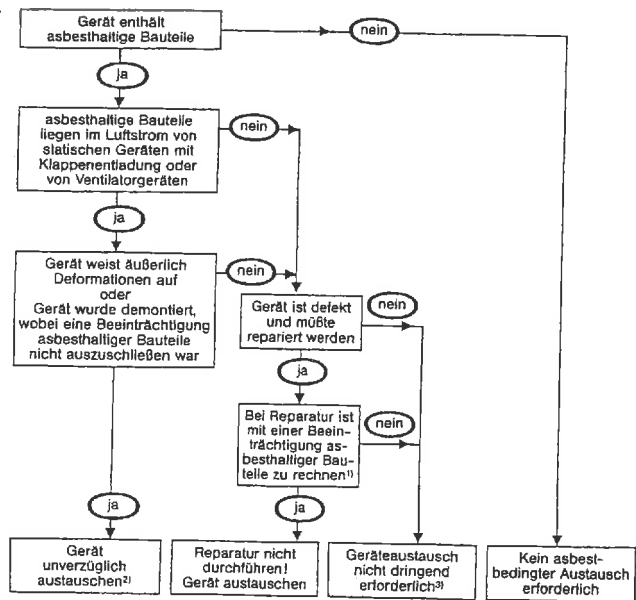 Gerät enthält
asbesthaltige Bauteile
nein
ja
asbesthaltige Bauteile
liegen im Luftstrom von
statischen Geräten mit
Klappenentladung oder
von Ventilatorgeräten
nein
ja
Gerät weist äußerlich
Deformationen auf
oder
Gerät wurde demontiert,
wobei eine Beeinträchtigung
asbesthaltiger Bauteile
nicht auszuschließen war
nein
Gerät ist defekt
und müßte
repariert werden
nein
ja
Bei Reparatur ist
mit einer Beein-
trächtigung as-
besthaltiger Bau-
teile zu rechnen¹⁾
nein
ja
ja
Gerät
unverzüglich
austauschen²⁾
Reparatur nicht
durchführen!
Gerät austauschen
Geräteaustausch
nicht dringend
erforderlich³⁾
Kein asbest-
bedingter Austausch
erforderlich